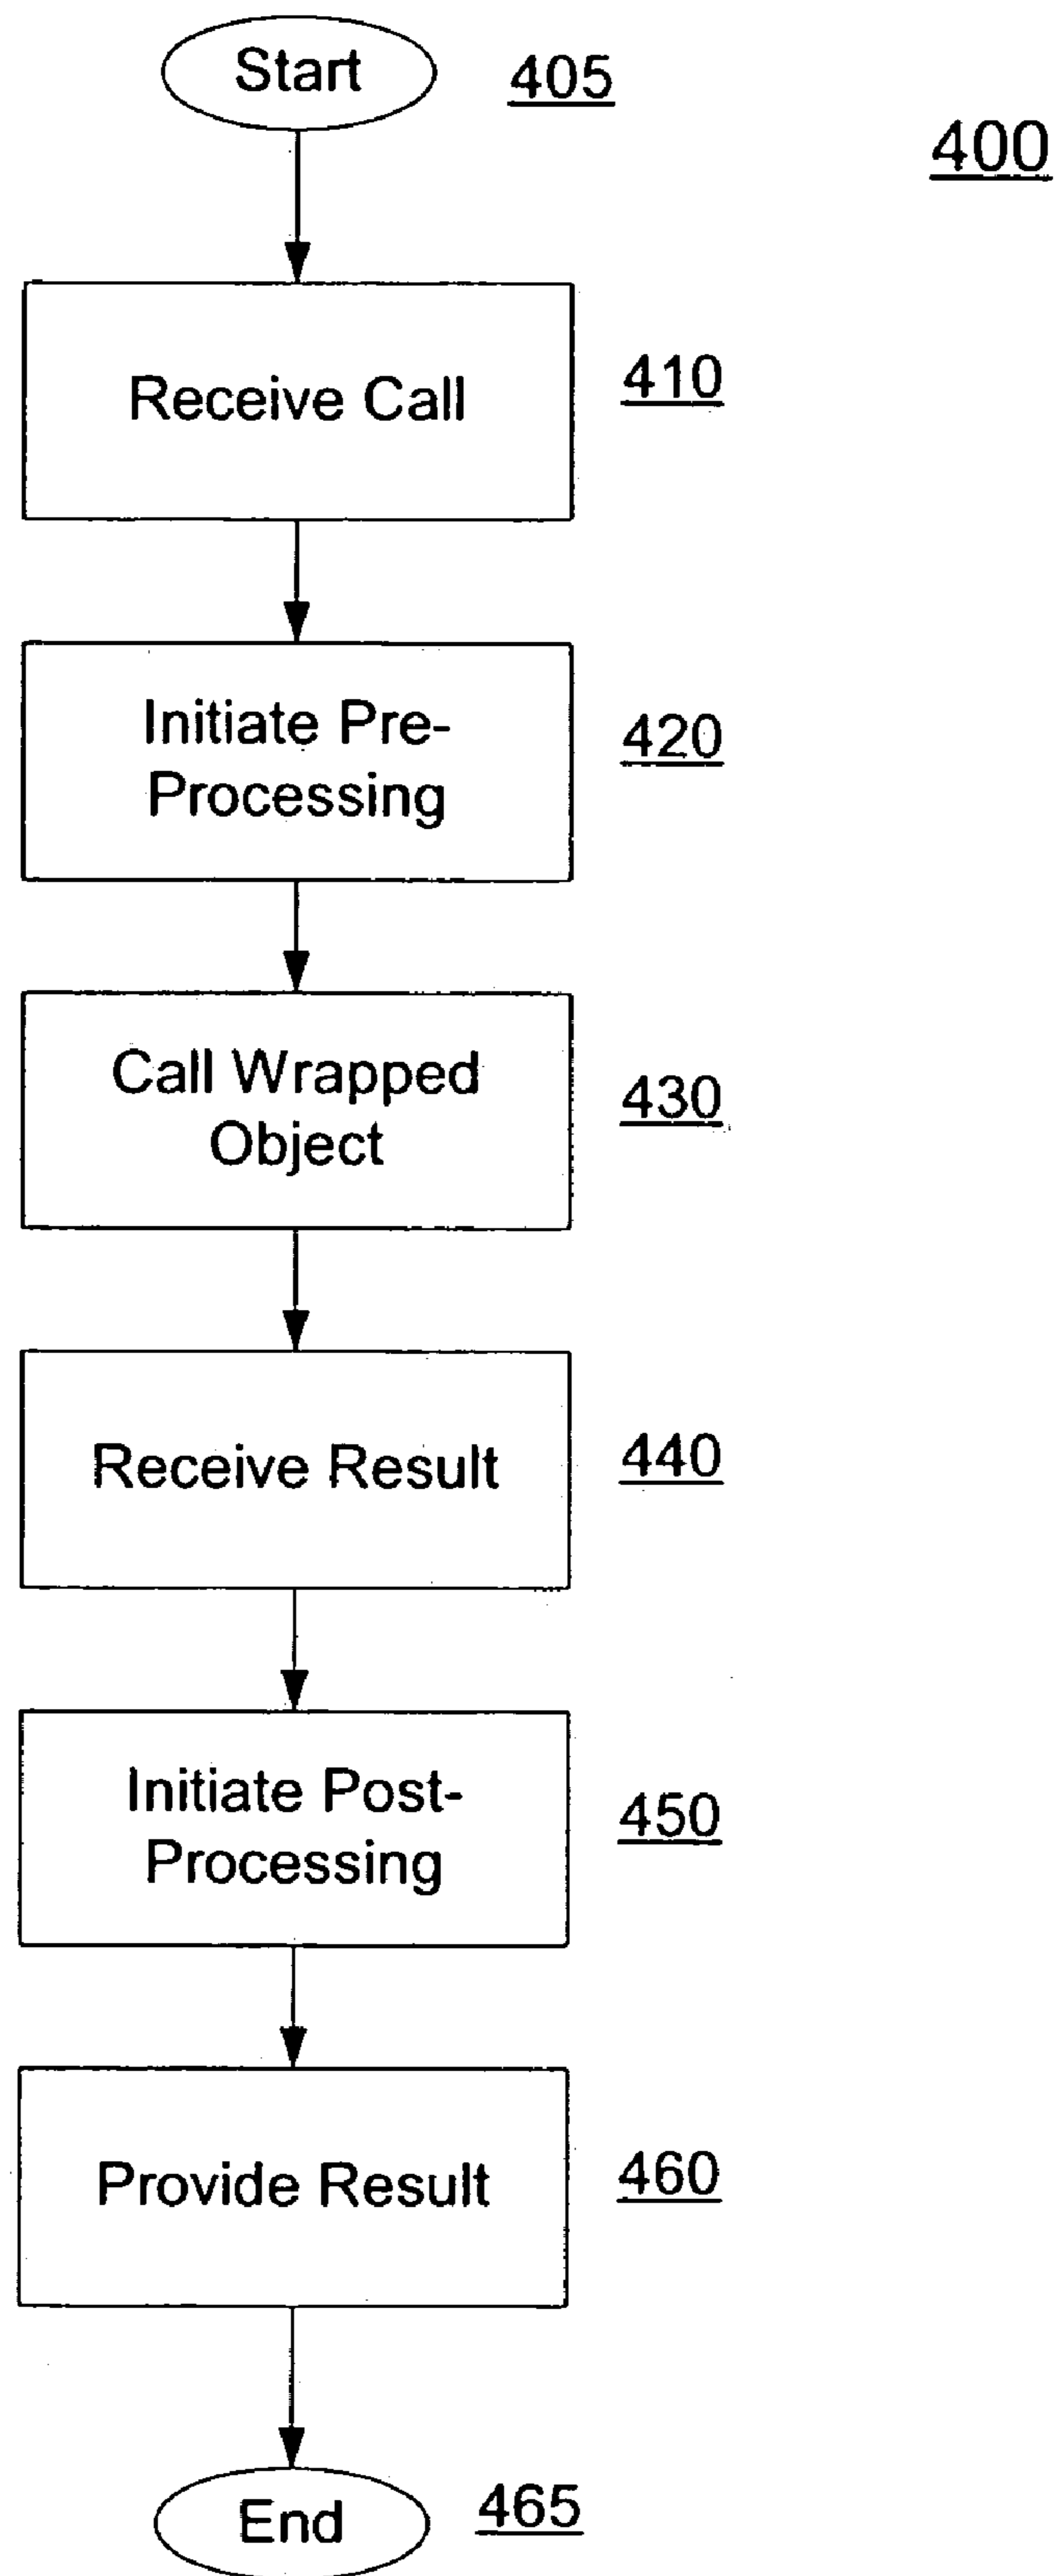 Start
405
400
Receive Call
410
Initiate Pre-
Processing
420
Call Wrapped
Object
430
Receive Result
440
Initiate Post-
Processing
450
Provide Result
460
End
465